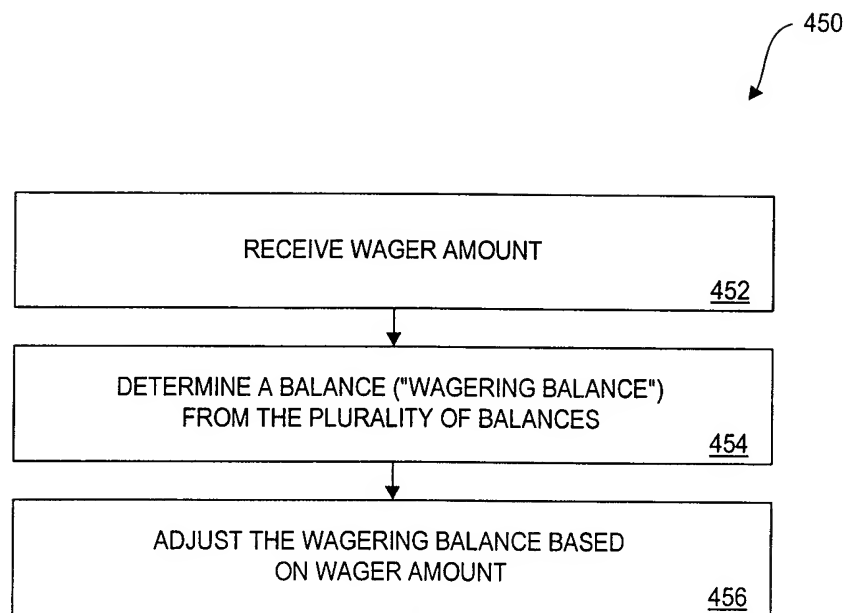 450
RECEIVE WAGER AMOUNT
452
DETERMINE A BALANCE ("WAGERING BALANCE")
FROM THE PLURALITY OF BALANCES
454
ADJUST THE WAGERING BALANCE BASED
ON WAGER AMOUNT
456